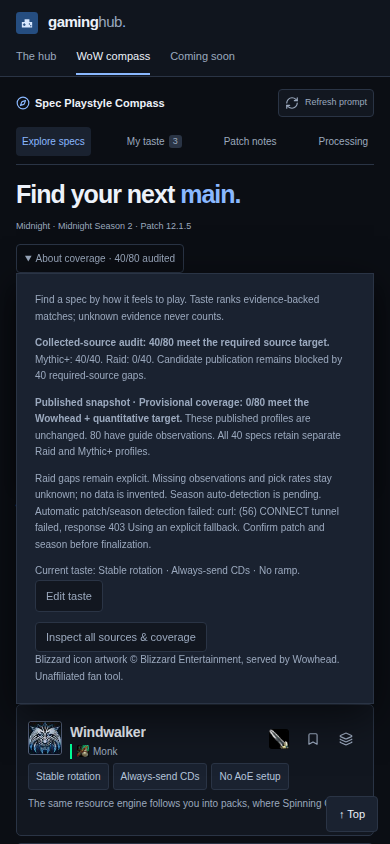 gaminghub.
The hub WoW compass Coming soon
Spec Playstyle Compass Refresh prompt
Explore specs My taste 3 Patch notes Processing
Find your next main.
Midnight · Midnight Season 2 · Patch 12.1.5
▼ About coverage · 40/80 audited
Find a spec by how it feels to play. Taste ranks evidence-backed
matches; unknown evidence never counts.
Collected-source audit: 40/80 meet the required source target.
Mythic+: 40/40. Raid: 0/40. Candidate publication remains blocked by
40 required-source gaps.
Published snapshot · Provisional coverage: 0/80 meet the
Wowhead + quantitative target. These published profiles are
unchanged. 80 have guide observations. All 40 specs retain separate
Raid and Mythic+ profiles.
Raid gaps remain explicit. Missing observations and pick rates stay
unknown; no data is invented. Season auto-detection is pending.
Automatic patch/season detection failed: curl: (56) CONNECT tunnel
failed, response 403 Using an explicit fallback. Confirm patch and
season before finalization.
Current taste: Stable rotation · Always-send CDs · No ramp.
Edit taste
Inspect all sources & coverage
Blizzard icon artwork © Blizzard Entertainment, served by Wowhead.
Unaffiliated fan tool.
Windwalker
Monk
Stable rotation Always-send CDs No AoE setup
The same resource engine follows you into packs, where Spinning
↑ Top